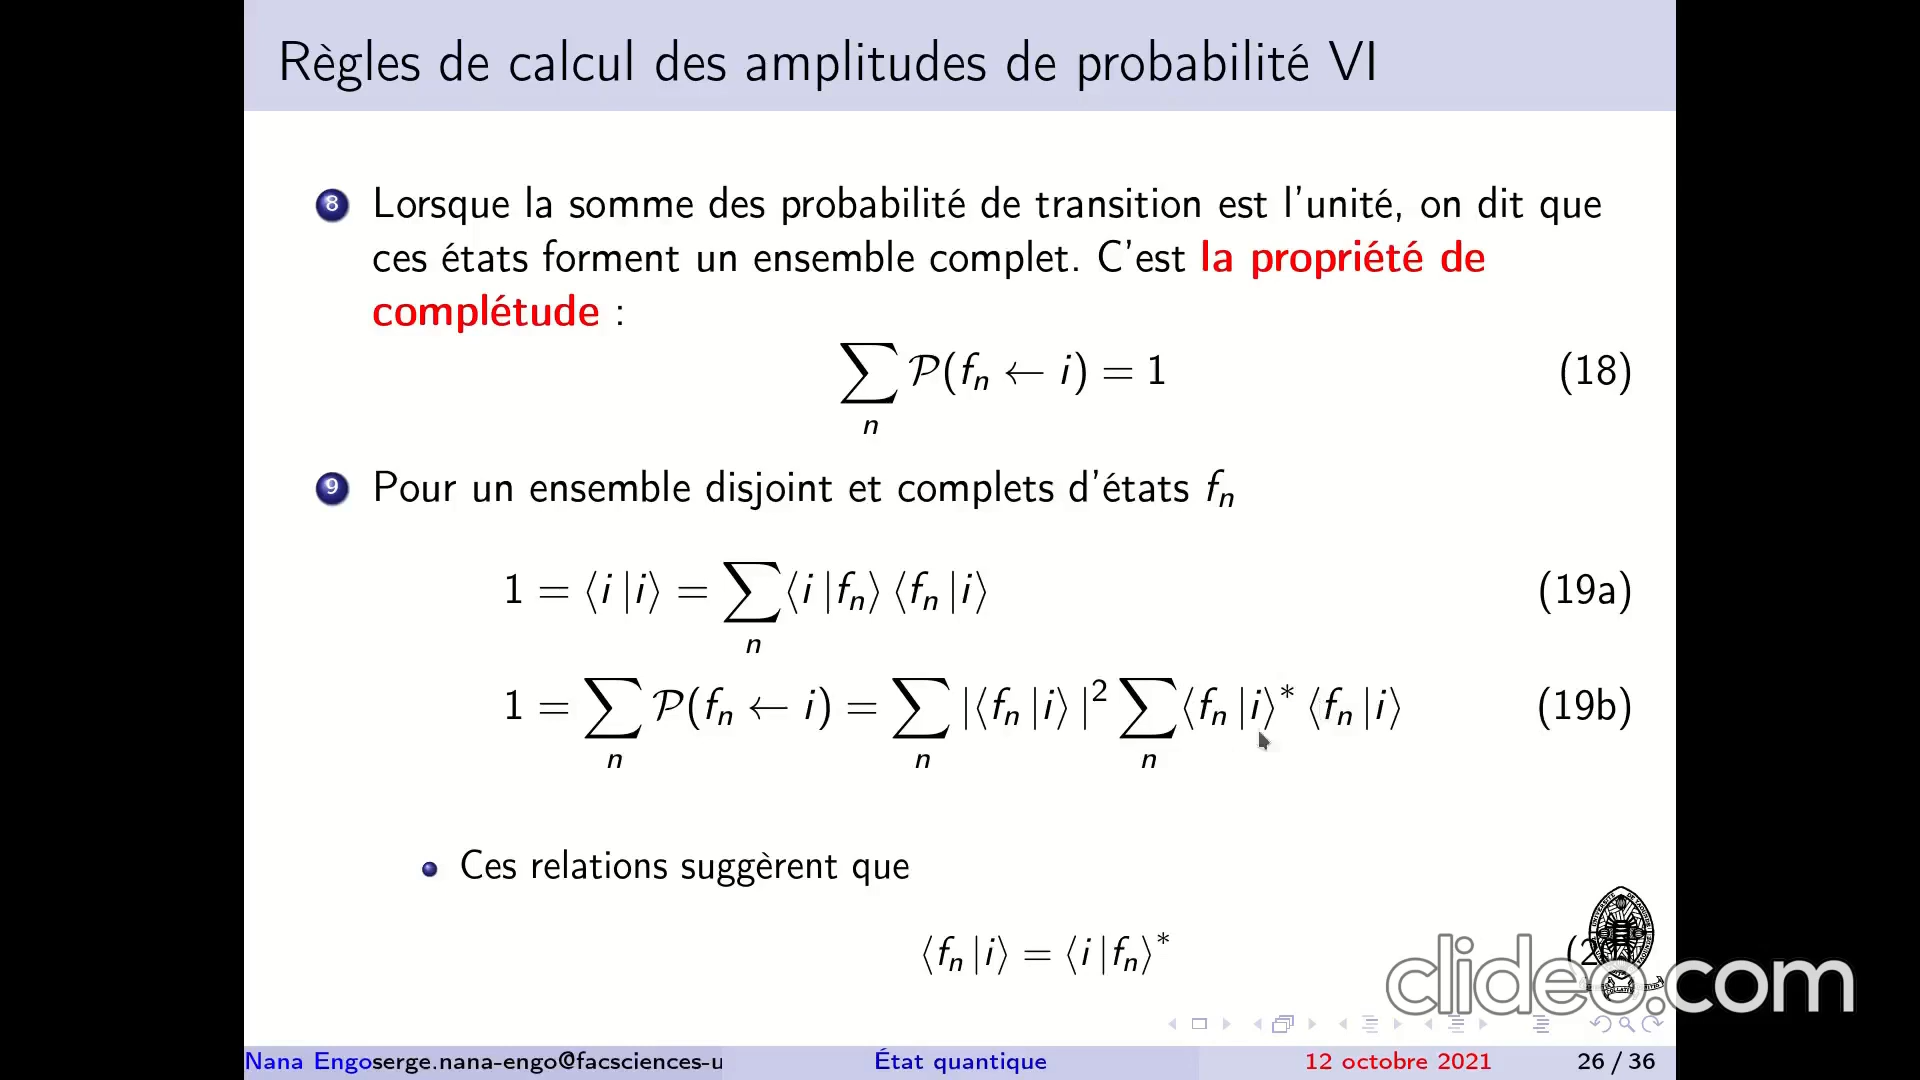 Règles de calcul des amplitudes de probabilité VI
8 Lorsque la somme des probabilité de transition est l'unité, on dit que
ces états forment un ensemble complet. C'est la propriété de
complétude :
∑ₙ 𝒫(fₙ ← i) = 1 (18)
9 Pour un ensemble disjoint et complets d'états fₙ
1 = ⟨i|i⟩ = ∑ₙ ⟨i|fₙ⟩ ⟨fₙ|i⟩ (19a)
1 = ∑ₙ 𝒫(fₙ ← i) = ∑ₙ |⟨fₙ|i⟩|² ∑ₙ ⟨fₙ|i⟩* ⟨fₙ|i⟩ (19b)
Ces relations suggèrent que
⟨fₙ|i⟩ = ⟨i|fₙ⟩*
clideo.com
Nana Engoserge.nana-engo@facsciences-u État quantique 12 octobre 2021 26 / 36